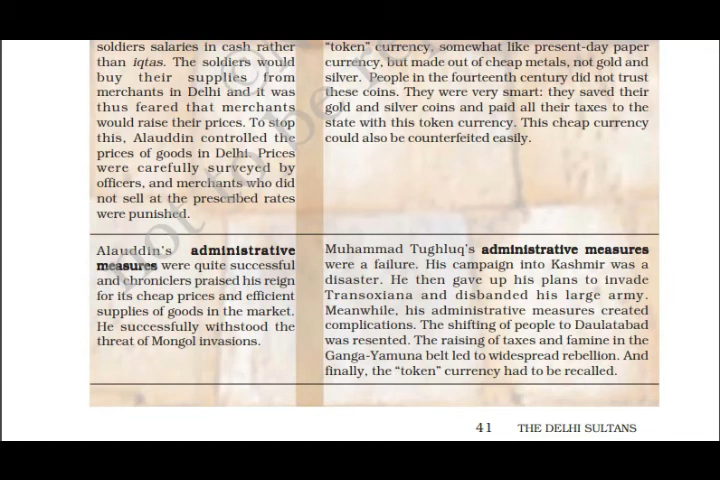 soldiers salaries in cash rather
than iqtas. The soldiers would
buy their supplies from
merchants in Delhi and it was
thus feared that merchants
would raise their prices. To stop
this, Alauddin controlled the
prices of goods in Delhi. Prices
were carefully surveyed by
officers, and merchants who did
not sell at the prescribed rates
were punished.
"token" currency, somewhat like present-day paper
currency, but made out of cheap metals, not gold and
silver. People in the fourteenth century did not trust
these coins. They were very smart: they saved their
gold and silver coins and paid all their taxes to the
state with this token currency. This cheap currency
could also be counterfeited easily.
Alauddin's administrative
measures were quite successful
and chroniclers praised his reign
for its cheap prices and efficient
supplies of goods in the market.
He successfully withstood the
threat of Mongol invasions.
Muhammad Tughluq's administrative measures
were a failure. His campaign into Kashmir was a
disaster. He then gave up his plans to invade
Transoxiana and disbanded his large army.
Meanwhile, his administrative measures created
complications. The shifting of people to Daulatabad
was resented. The raising of taxes and famine in the
Ganga-Yamuna belt led to widespread rebellion. And
finally, the "token" currency had to be recalled.
41 THE DELHI SULTANS
not to be re